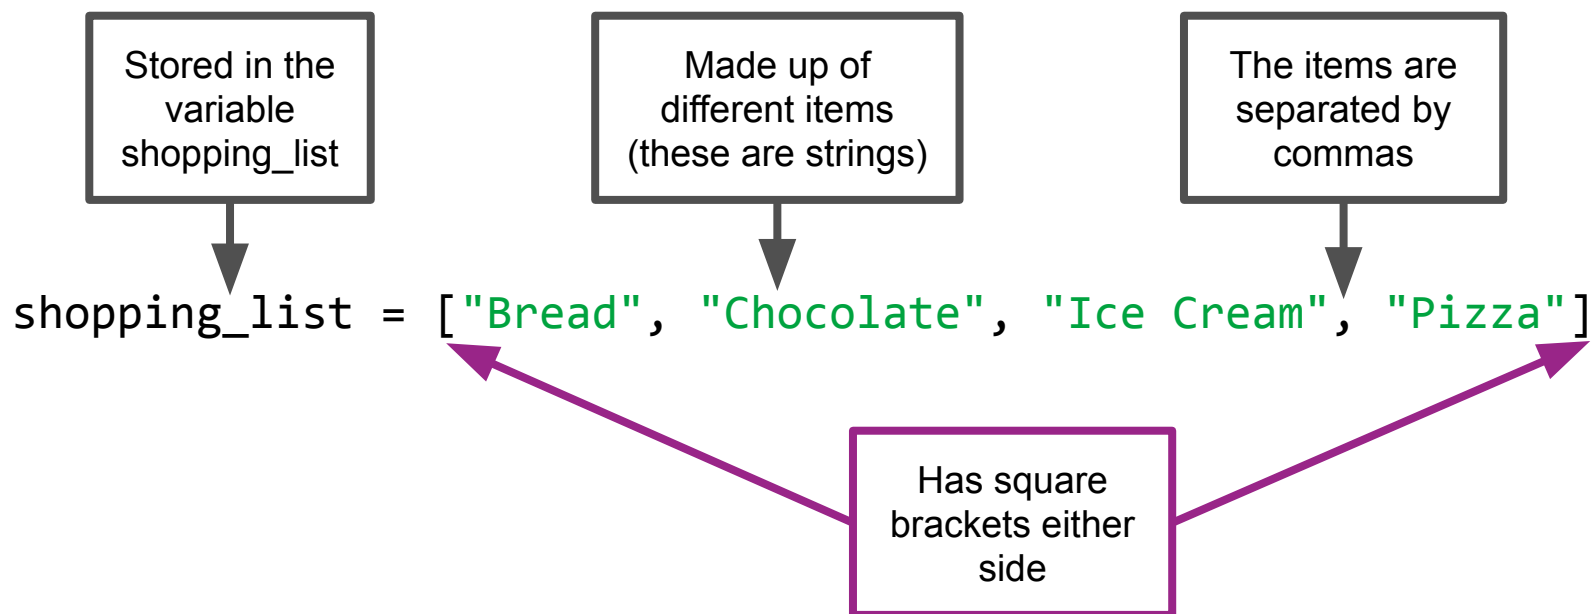 Stored in the
variable
shopping_list
Made up of
different items
(these are strings)
The items are
separated by
commas
shopping_list = ["Bread", "Chocolate", "Ice Cream", "Pizza"]
Has square
brackets either
side